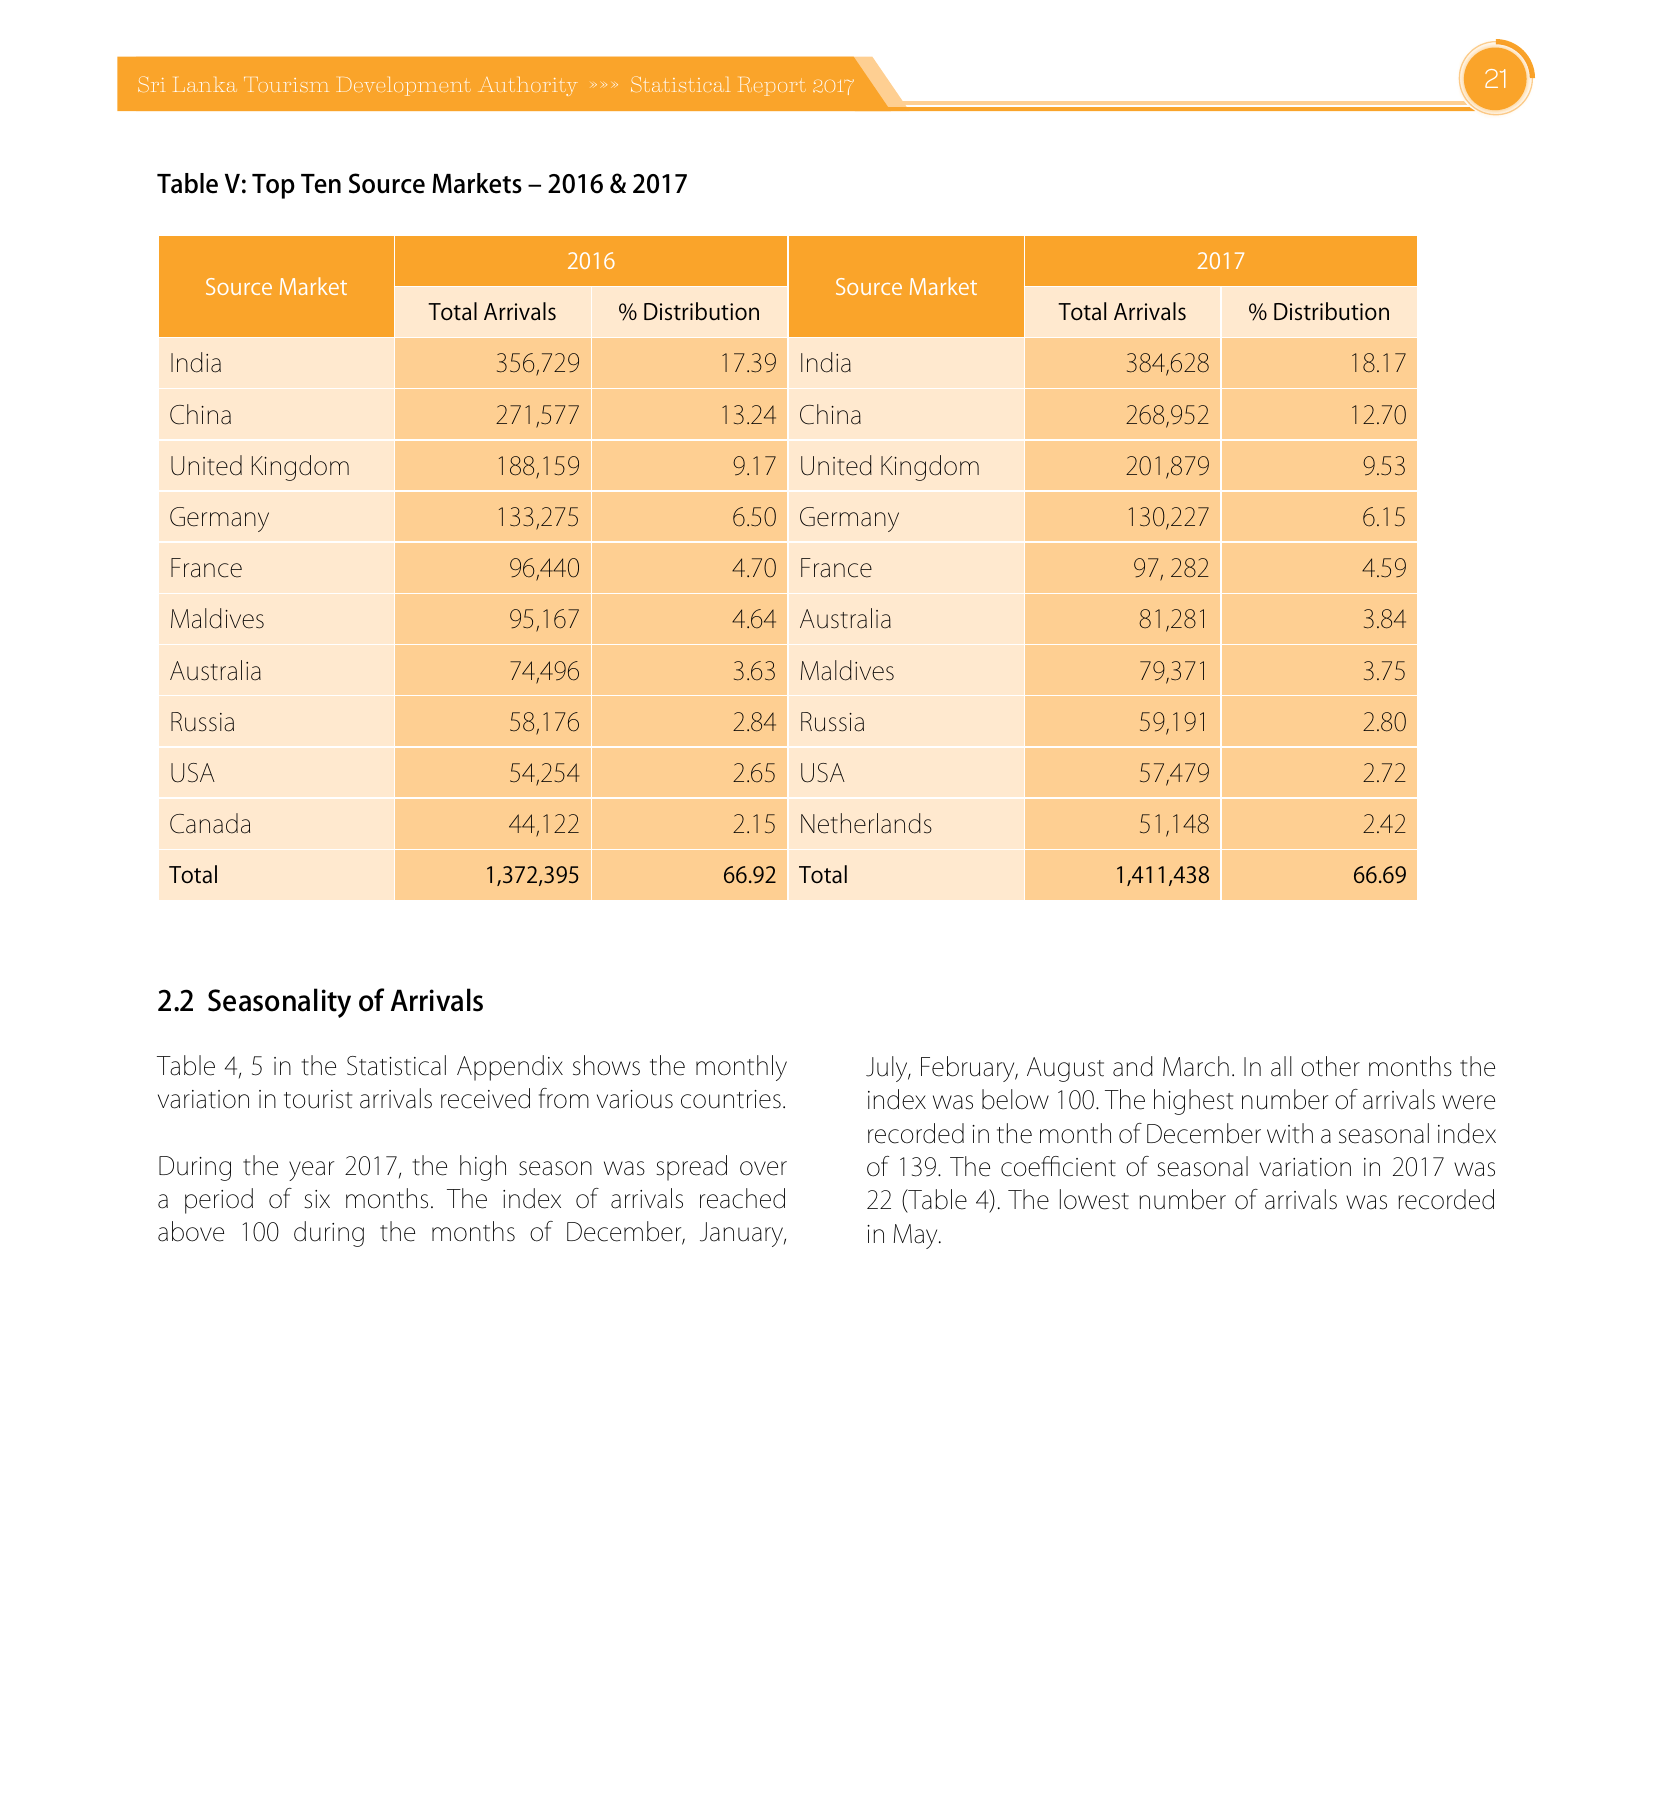 Sri Lanka Tourism Development Authority »»» Statistical Report 2017
21
Table V: Top Ten Source Markets – 2016 & 2017
Source Market 2016 Source Market 2017
Total Arrivals % Distribution Total Arrivals % Distribution
India 356,729 17.39 India 384,628 18.17
China 271,577 13.24 China 268,952 12.70
United Kingdom 188,159 9.17 United Kingdom 201,879 9.53
Germany 133,275 6.50 Germany 130,227 6.15
France 96,440 4.70 France 97, 282 4.59
Maldives 95,167 4.64 Australia 81,281 3.84
Australia 74,496 3.63 Maldives 79,371 3.75
Russia 58,176 2.84 Russia 59,191 2.80
USA 54,254 2.65 USA 57,479 2.72
Canada 44,122 2.15 Netherlands 51,148 2.42
Total 1,372,395 66.92 Total 1,411,438 66.69
2.2 Seasonality of Arrivals
Table 4, 5 in the Statistical Appendix shows the monthly
variation in tourist arrivals received from various countries.
During the year 2017, the high season was spread over
a period of six months. The index of arrivals reached
above 100 during the months of December, January,
July, February, August and March. In all other months the
index was below 100. The highest number of arrivals were
recorded in the month of December with a seasonal index
of 139. The coefficient of seasonal variation in 2017 was
22 (Table 4). The lowest number of arrivals was recorded
in May.